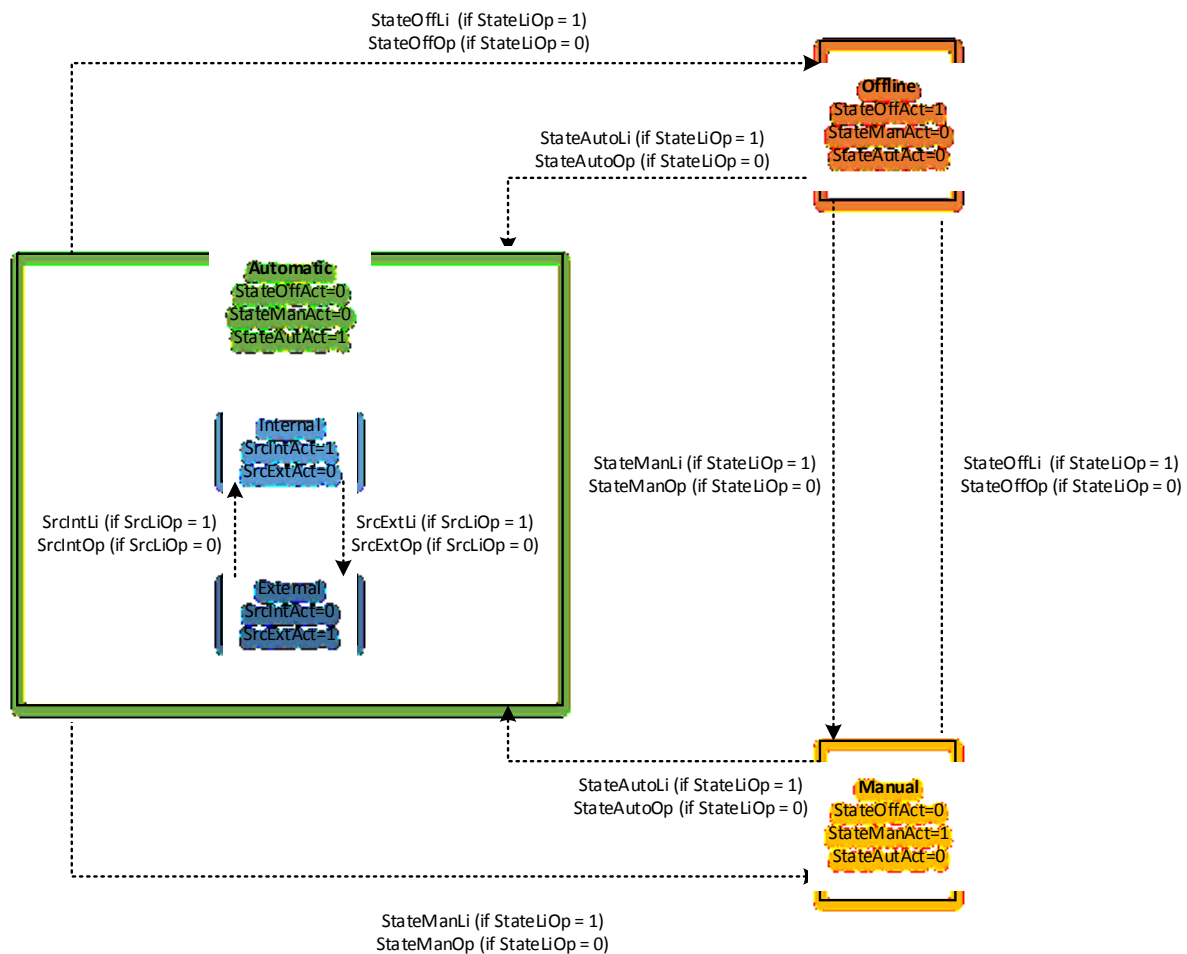 StateOffLi (if StateLiOp = 1)
StateOffOp (if StateLiOp = 0)
Offline
StateOffAct=1
StateManAct=0
StateAutAct=0
StateAutoLi (if StateLiOp = 1)
StateAutoOp (if StateLiOp = 0)
Automatic
StateOffAct=0
StateManAct=0
StateAutAct=1
Internal
SrcIntAct=1
SrcExtAct=0
SrcIntLi (if SrcLiOp = 1)
SrcIntOp (if SrcLiOp = 0)
SrcExtLi (if SrcLiOp = 1)
SrcExtOp (if SrcLiOp = 0)
External
SrcIntAct=0
SrcExtAct=1
StateManLi (if StateLiOp = 1)
StateManOp (if StateLiOp = 0)
StateOffLi (if StateLiOp = 1)
StateOffOp (if StateLiOp = 0)
StateAutoLi (if StateLiOp = 1)
StateAutoOp (if StateLiOp = 0)
Manual
StateOffAct=0
StateManAct=1
StateAutAct=0
StateManLi (if StateLiOp = 1)
StateManOp (if StateLiOp = 0)